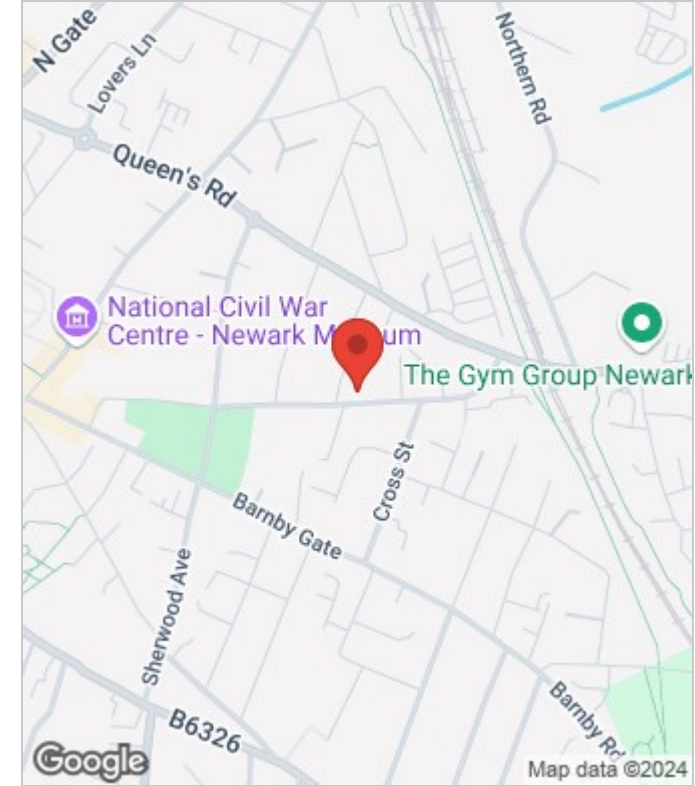 N Gate
Lovers Ln
Northern Rd
Queen's Rd
National Civil War
Centre - Newark M um
The Gym Group Newark
Cross St
Barnby Gate
Sherwood Ave
Barnby Rd
B6326
Google
Map data ©2024